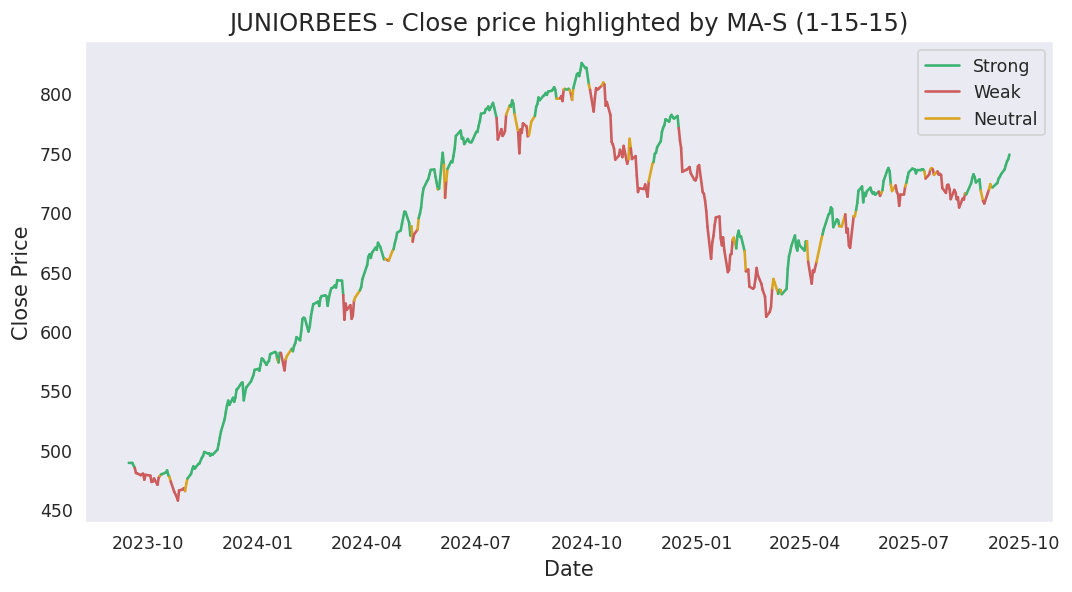 JUNIORBEES - Close price highlighted by MA-S (1-15-15)
Strong
Weak
Neutral
Close Price
800
750
700
650
600
550
500
450
2023-10 2024-01 2024-04 2024-07 2024-10 2025-01 2025-04 2025-07 2025-10
Date